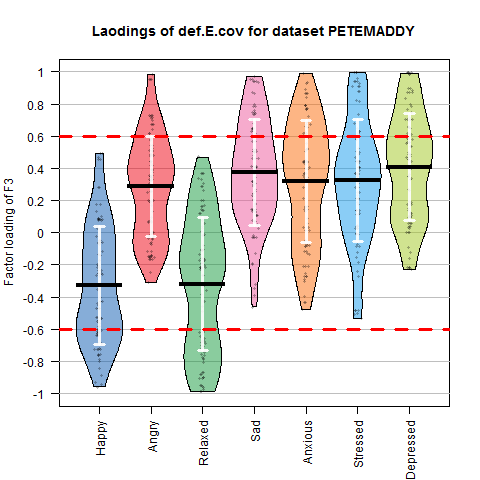 Laodings of def.E.cov for dataset PETEMADDY
Factor loading of F3
1
0.8
0.6
0.4
0.2
0
-0.2
-0.4
-0.6
-0.8
-1
Happy
Angry
Relaxed
Sad
Anxious
Stressed
Depressed